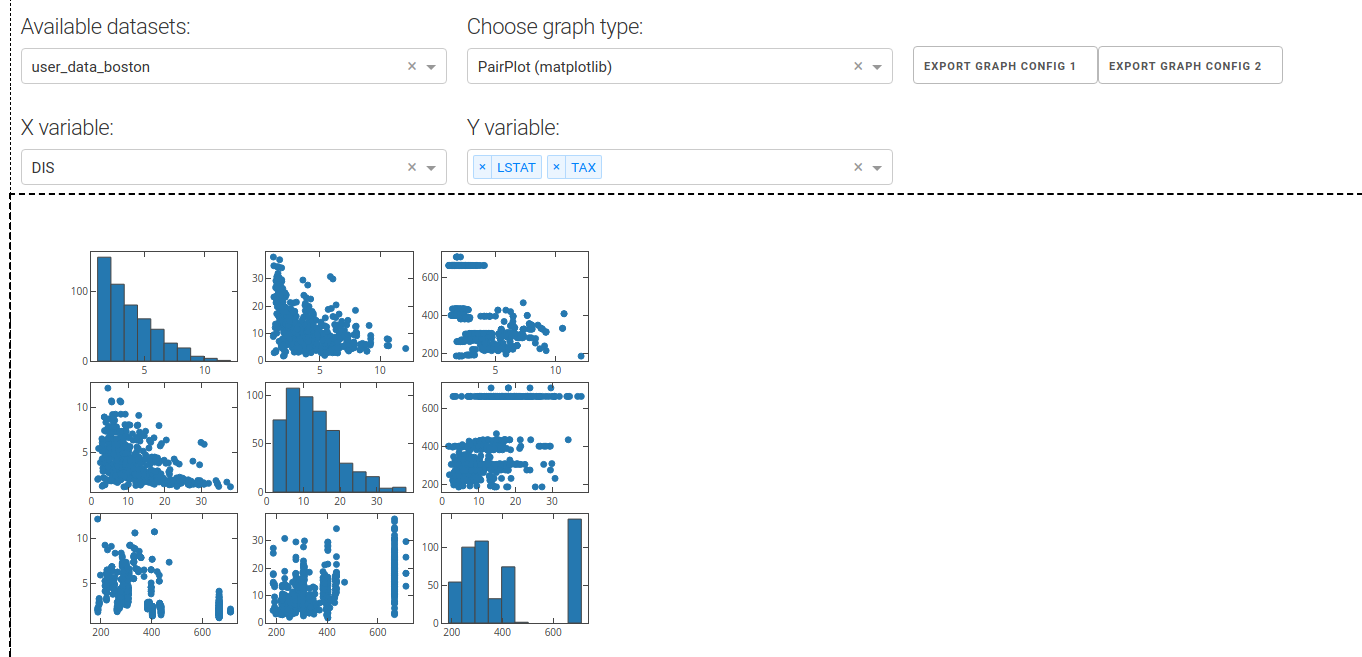 Available datasets: Choose graph type:
user_data_boston × PairPlot (matplotlib) × EXPORT GRAPH CONFIG 1 EXPORT GRAPH CONFIG 2
X variable: Y variable:
DIS × × LSTAT × TAX ×
100
0
5 10
30
20
10
0
5 10
600
400
200
5 10
10
5
0 10 20 30
100
50
0
0 10 20 30
600
400
200
0 10 20 30
10
5
200 400 600
30
20
10
0
200 400 600
100
50
0
200 400 600